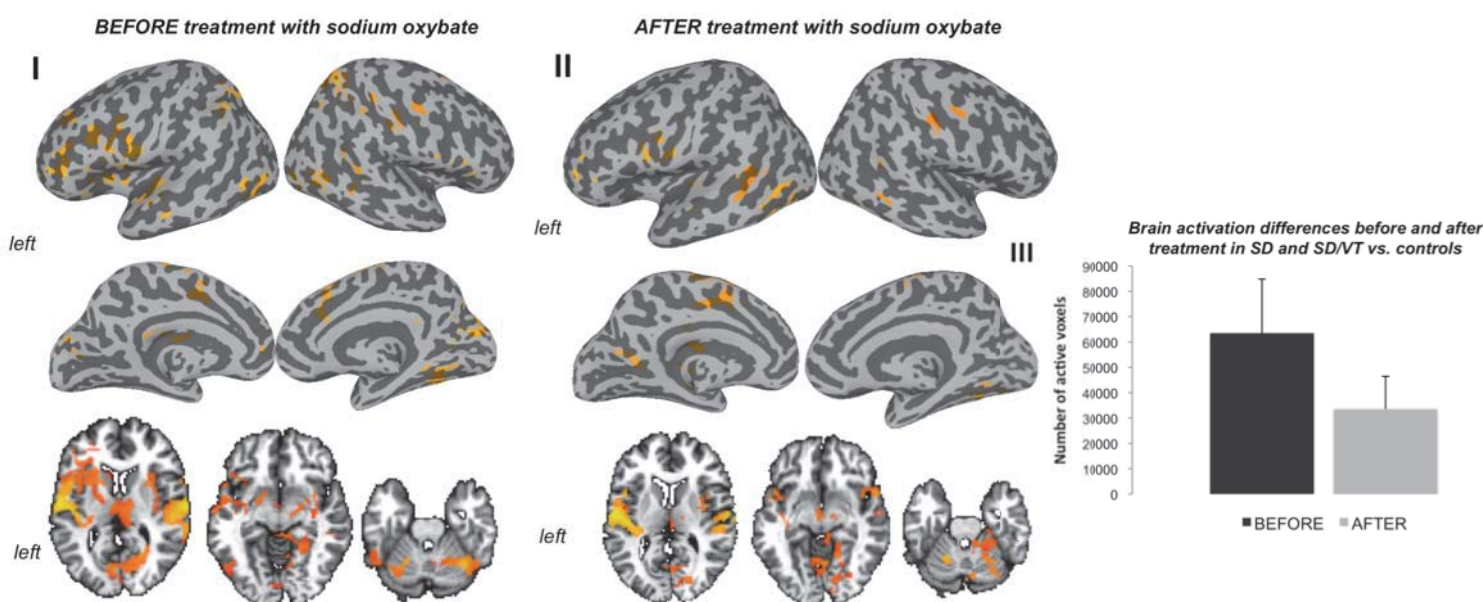 BEFORE treatment with sodium oxybate
AFTER treatment with sodium oxybate
I
II
left
left
III
Brain activation differences before and after
treatment in SD and SD/VT vs. controls
Number of active voxels
90000
80000
70000
60000
50000
40000
30000
20000
10000
0
BEFORE
AFTER
left
left